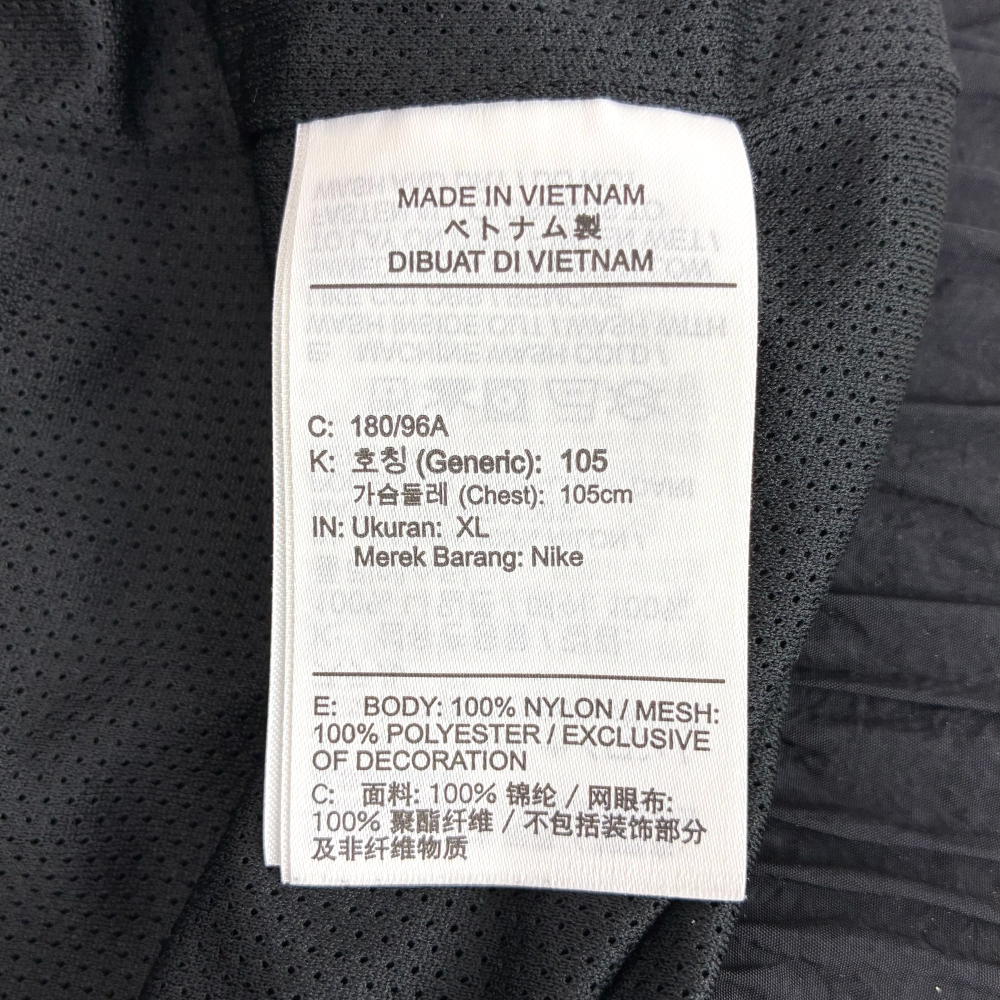 MADE IN VIETNAM
ベトナム製
DIBUAT DI VIETNAM
C: 180/96A
K: 호칭 (Generic): 105
가슴둘레 (Chest): 105cm
IN: Ukuran: XL
Merek Barang: Nike
E: BODY: 100% NYLON / MESH:
100% POLYESTER / EXCLUSIVE
OF DECORATION
C: 面料: 100% 锦纶 / 网眼布:
100% 聚酯纤维 / 不包括装饰部分
及非纤维物质